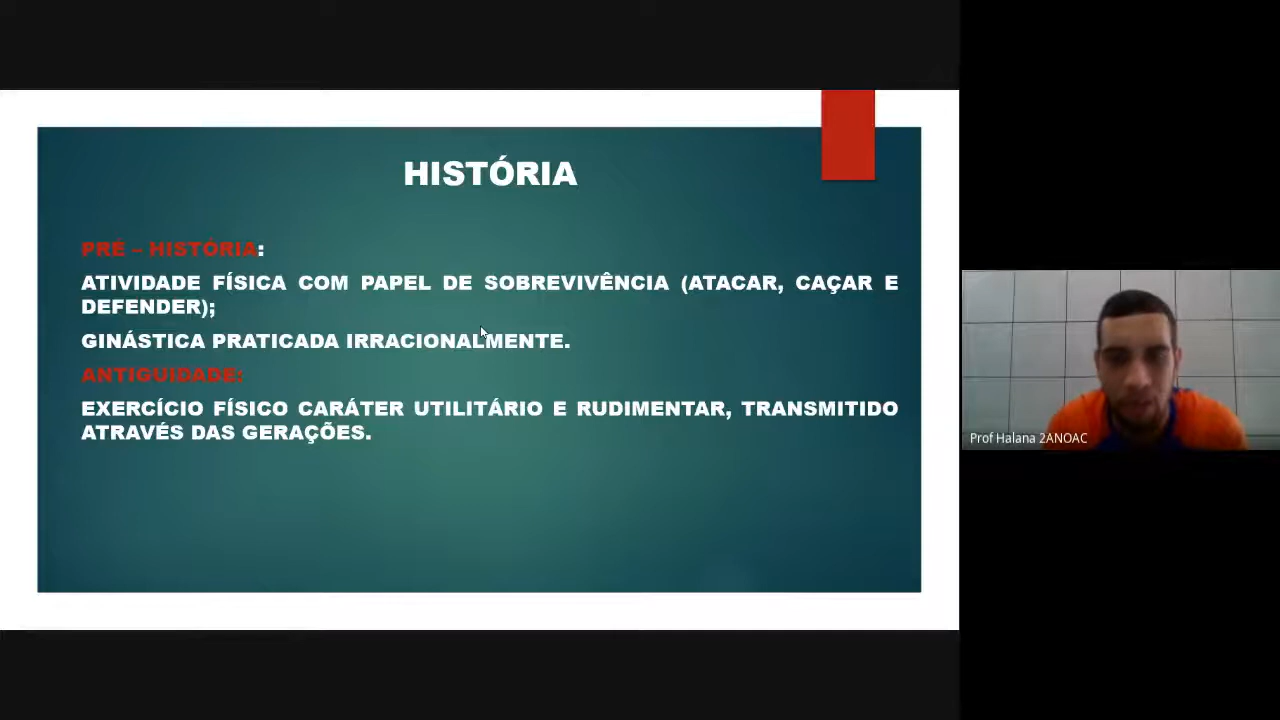 HISTÓRIA
PRÉ – HISTÓRIA:
ATIVIDADE FÍSICA COM PAPEL DE SOBREVIVÊNCIA (ATACAR, CAÇAR E
DEFENDER);
GINÁSTICA PRATICADA IRRACIONALMENTE.
ANTIGUIDADE:
EXERCÍCIO FÍSICO CARÁTER UTILITÁRIO E RUDIMENTAR, TRANSMITIDO
ATRAVÉS DAS GERAÇÕES.
Prof Halana 2ANOAC